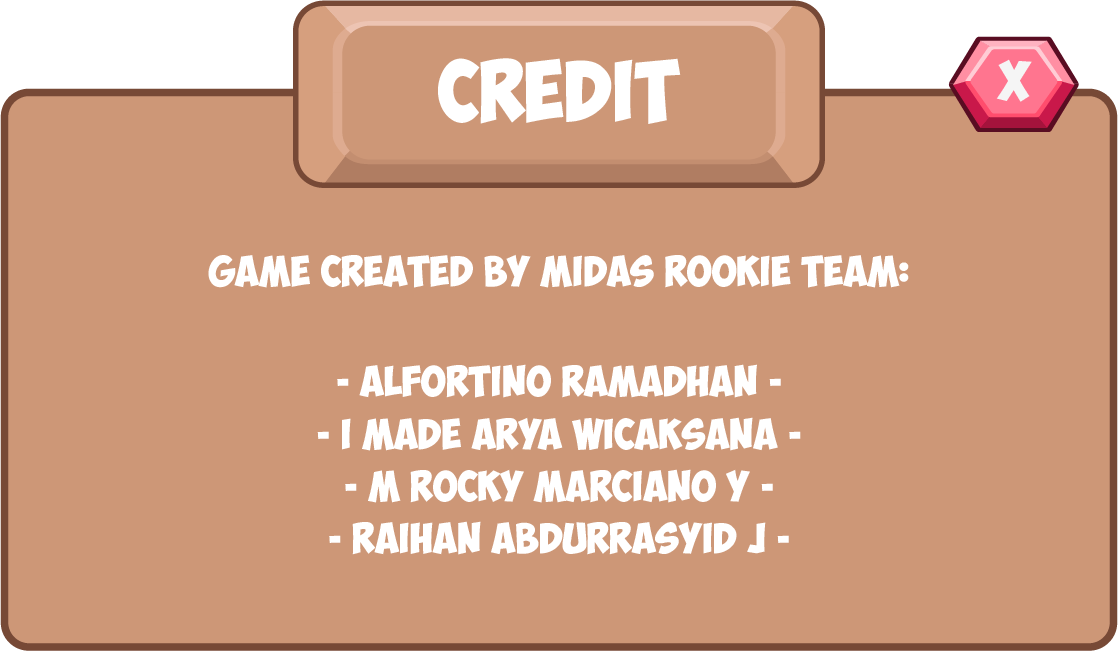 CREDIT
X
GAME CREATED BY MIDAS ROOKIE TEAM:
- ALFORTINO RAMADHAN -
- I MADE ARYA WICAKSANA -
- M ROCKY MARCIANO Y -
- RAIHAN ABDURRASYID J -